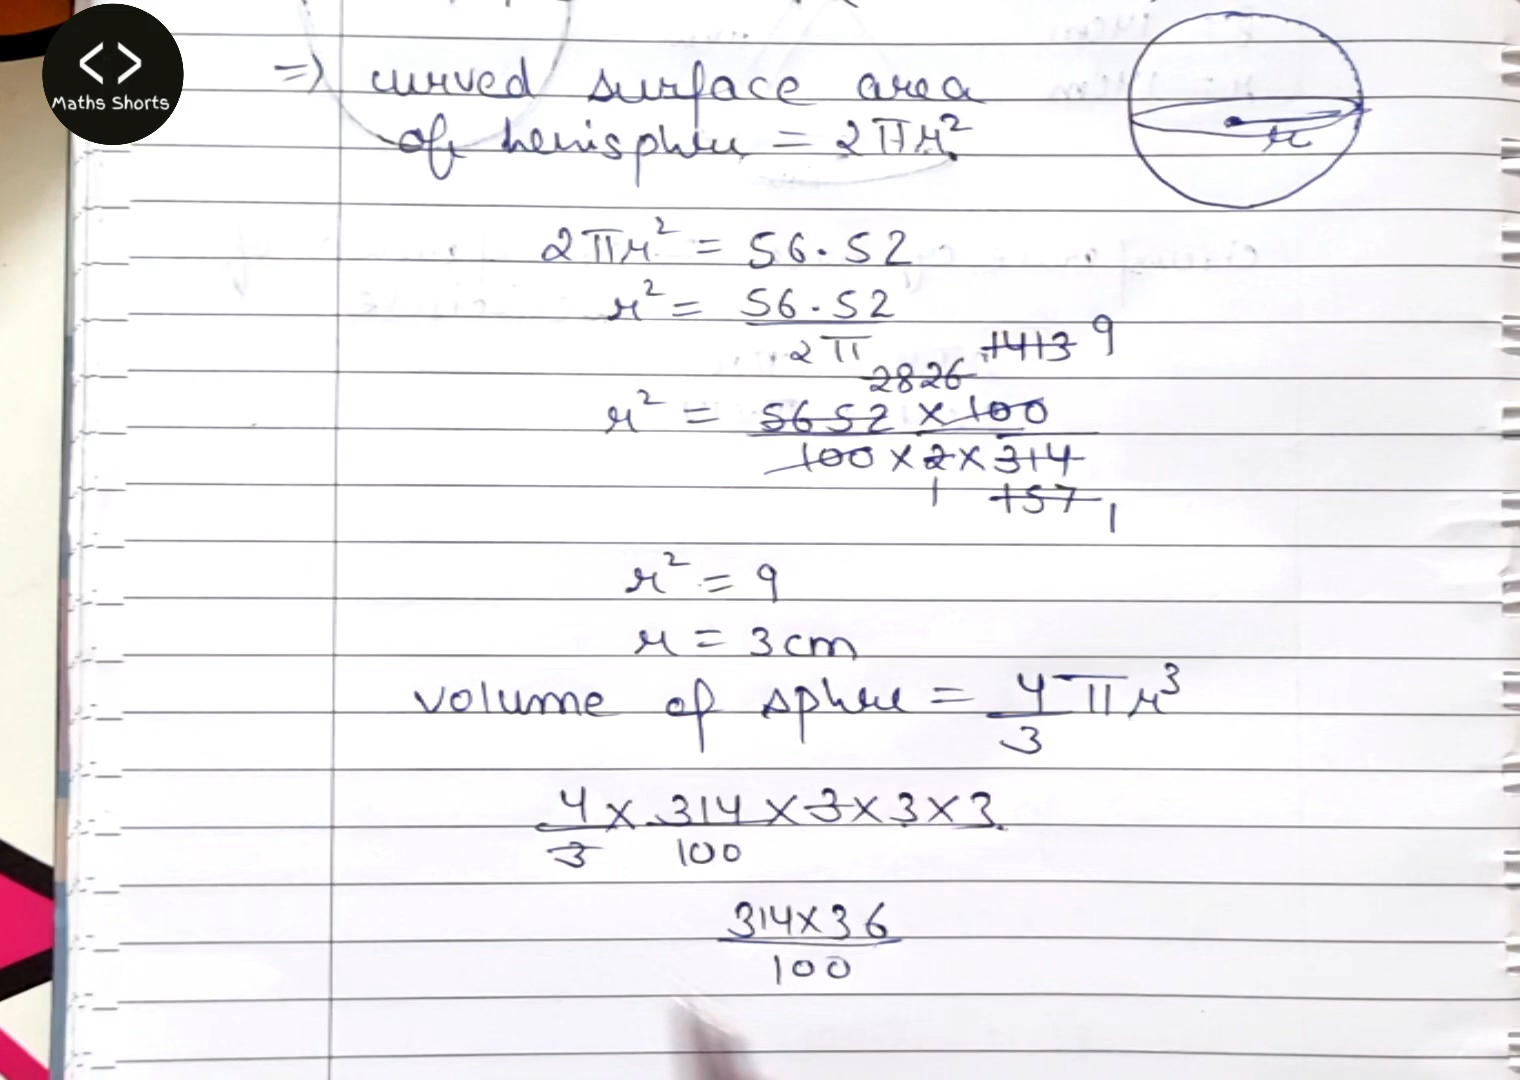 <>
Maths Shorts
=> curved surface area
of hemisphere = 2πr²
r
2πr² = 56.52
r² = 56.52
2π
1413 9
2826
r² = 5652 × 100
100 × 2 × 314
1 157 1
r² = 9
r = 3cm
volume of sphere = 4πr³
3
4 × 314 × 3 × 3 × 3
3 100
314 × 36
100